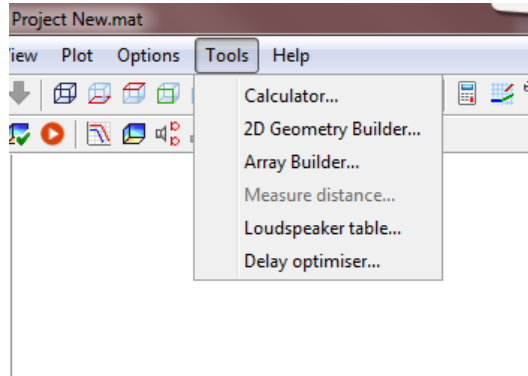 Project New.mat
View Plot Options Tools Help
Calculator...
2D Geometry Builder...
Array Builder...
Measure distance...
Loudspeaker table...
Delay optimiser...